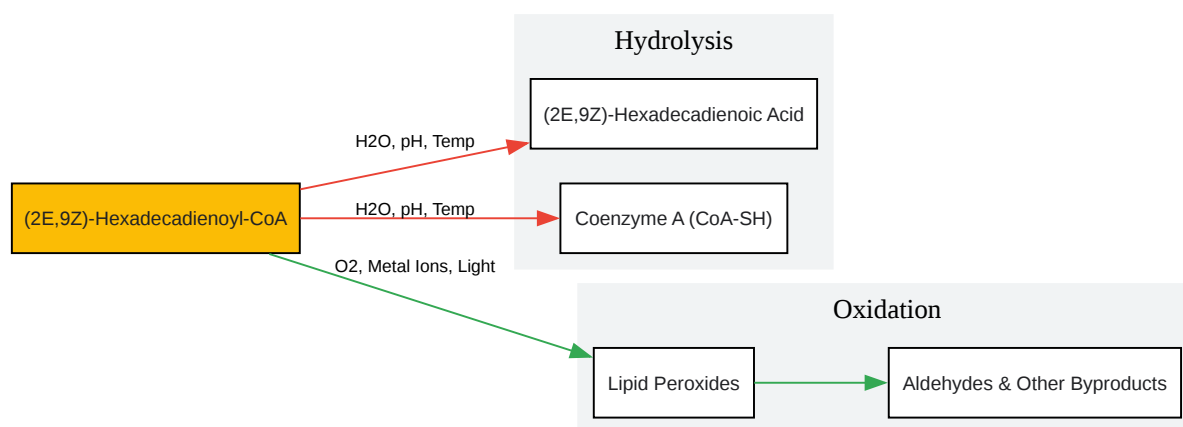 Hydrolysis
(2E,9Z)-Hexadecadienoic Acid
H2O, pH, Temp
(2E,9Z)-Hexadecadienoyl-CoA
H2O, pH, Temp
Coenzyme A (CoA-SH)
O2, Metal Ions, Light
Oxidation
Lipid Peroxides
Aldehydes & Other Byproducts